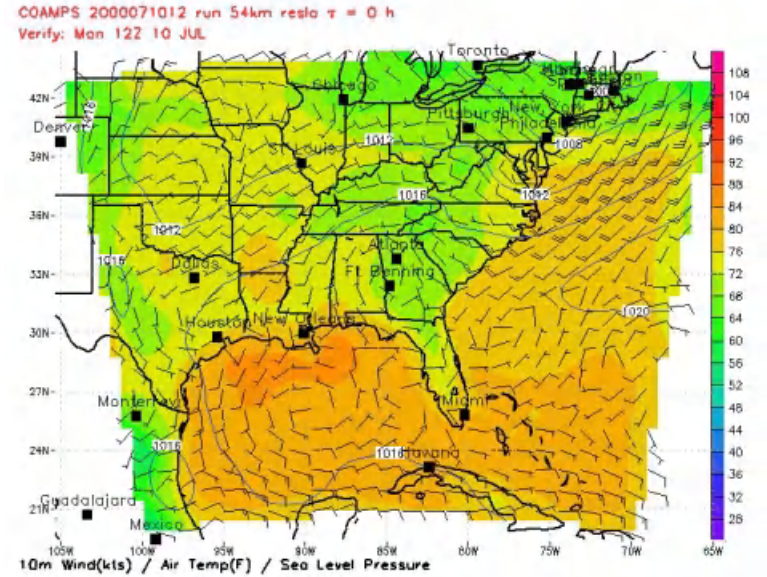 COAMPS 2000071012 run 54km reslo τ = 0 h
Verify: Mon 12Z 10 JUL
Toronto
Chicago
42N
1016
Pittsburgh
New York
Philadelphia
Denver
39N
St.Louis
1012
1008
1016
1012
36N
1012
Atlanta
1016
Dallas
Ft Benning
33N
1020
Houston
New Orleans
30N
27N
Monterrey
Miami
24N
1016
1016
Havana
Guadalajara
21N
Mexico
105W 100W 95W 90W 85W 80W 75W 70W 65W
108
104
100
96
92
88
84
80
76
72
68
64
60
56
52
48
44
40
36
32
28
10m Wind(kts) / Air Temp(F) / Sea Level Pressure